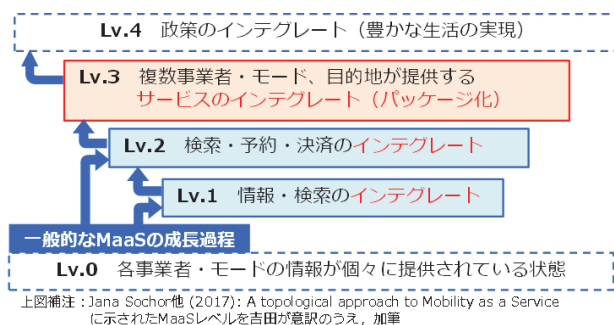 Lv.4 政策のインテグレート（豊かな生活の実現）
Lv.3 複数事業者・モード、目的地が提供する
サービスのインテグレート（パッケージ化）
Lv.2 検索・予約・決済のインテグレート
Lv.1 情報・検索のインテグレート
一般的なMaaSの成長過程
Lv.0 各事業者・モードの情報が個々に提供されている状態
上図補注：Jana Sochor他 (2017): A topological approach to Mobility as a Service
に示されたMaaSレベルを吉田が意訳のうえ，加筆